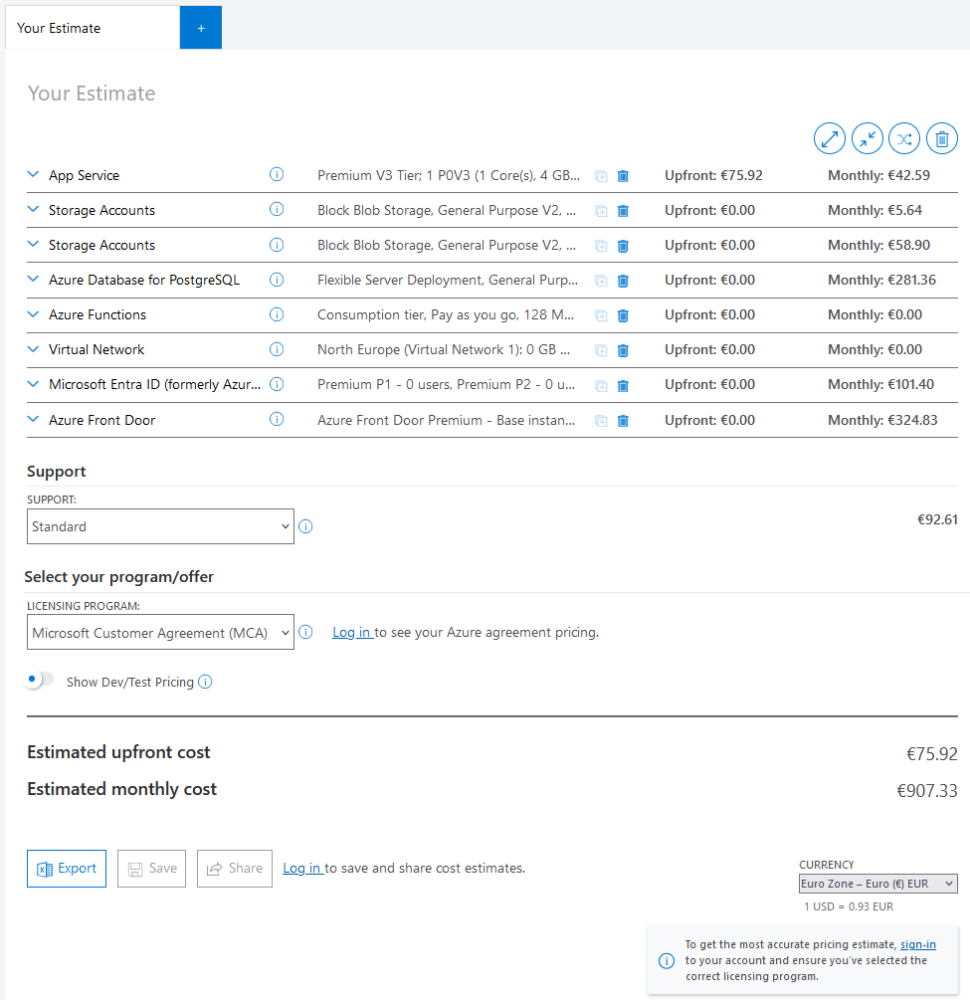 Your Estimate
+
Your Estimate
App Service Premium V3 Tier; 1 P0V3 (1 Core(s), 4 GB... Upfront: €75.92 Monthly: €42.59
Storage Accounts Block Blob Storage, General Purpose V2, ... Upfront: €0.00 Monthly: €5.64
Storage Accounts Block Blob Storage, General Purpose V2, ... Upfront: €0.00 Monthly: €58.90
Azure Database for PostgreSQL Flexible Server Deployment, General Purp... Upfront: €0.00 Monthly: €281.36
Azure Functions Consumption tier, Pay as you go, 128 M... Upfront: €0.00 Monthly: €0.00
Virtual Network North Europe (Virtual Network 1): 0 GB ... Upfront: €0.00 Monthly: €0.00
Microsoft Entra ID (formerly Azur... Premium P1 - 0 users, Premium P2 - 0 u... Upfront: €0.00 Monthly: €101.40
Azure Front Door Azure Front Door Premium - Base instan... Upfront: €0.00 Monthly: €324.83
Support
SUPPORT:
Standard €92.61
Select your program/offer
LICENSING PROGRAM:
Microsoft Customer Agreement (MCA) Log in to see your Azure agreement pricing.
Show Dev/Test Pricing
Estimated upfront cost €75.92
Estimated monthly cost €907.33
Export Save Share Log in to save and share cost estimates.
CURRENCY
Euro Zone – Euro (€) EUR
1 USD = 0.93 EUR
To get the most accurate pricing estimate, sign-in
to your account and ensure you've selected the
correct licensing program.